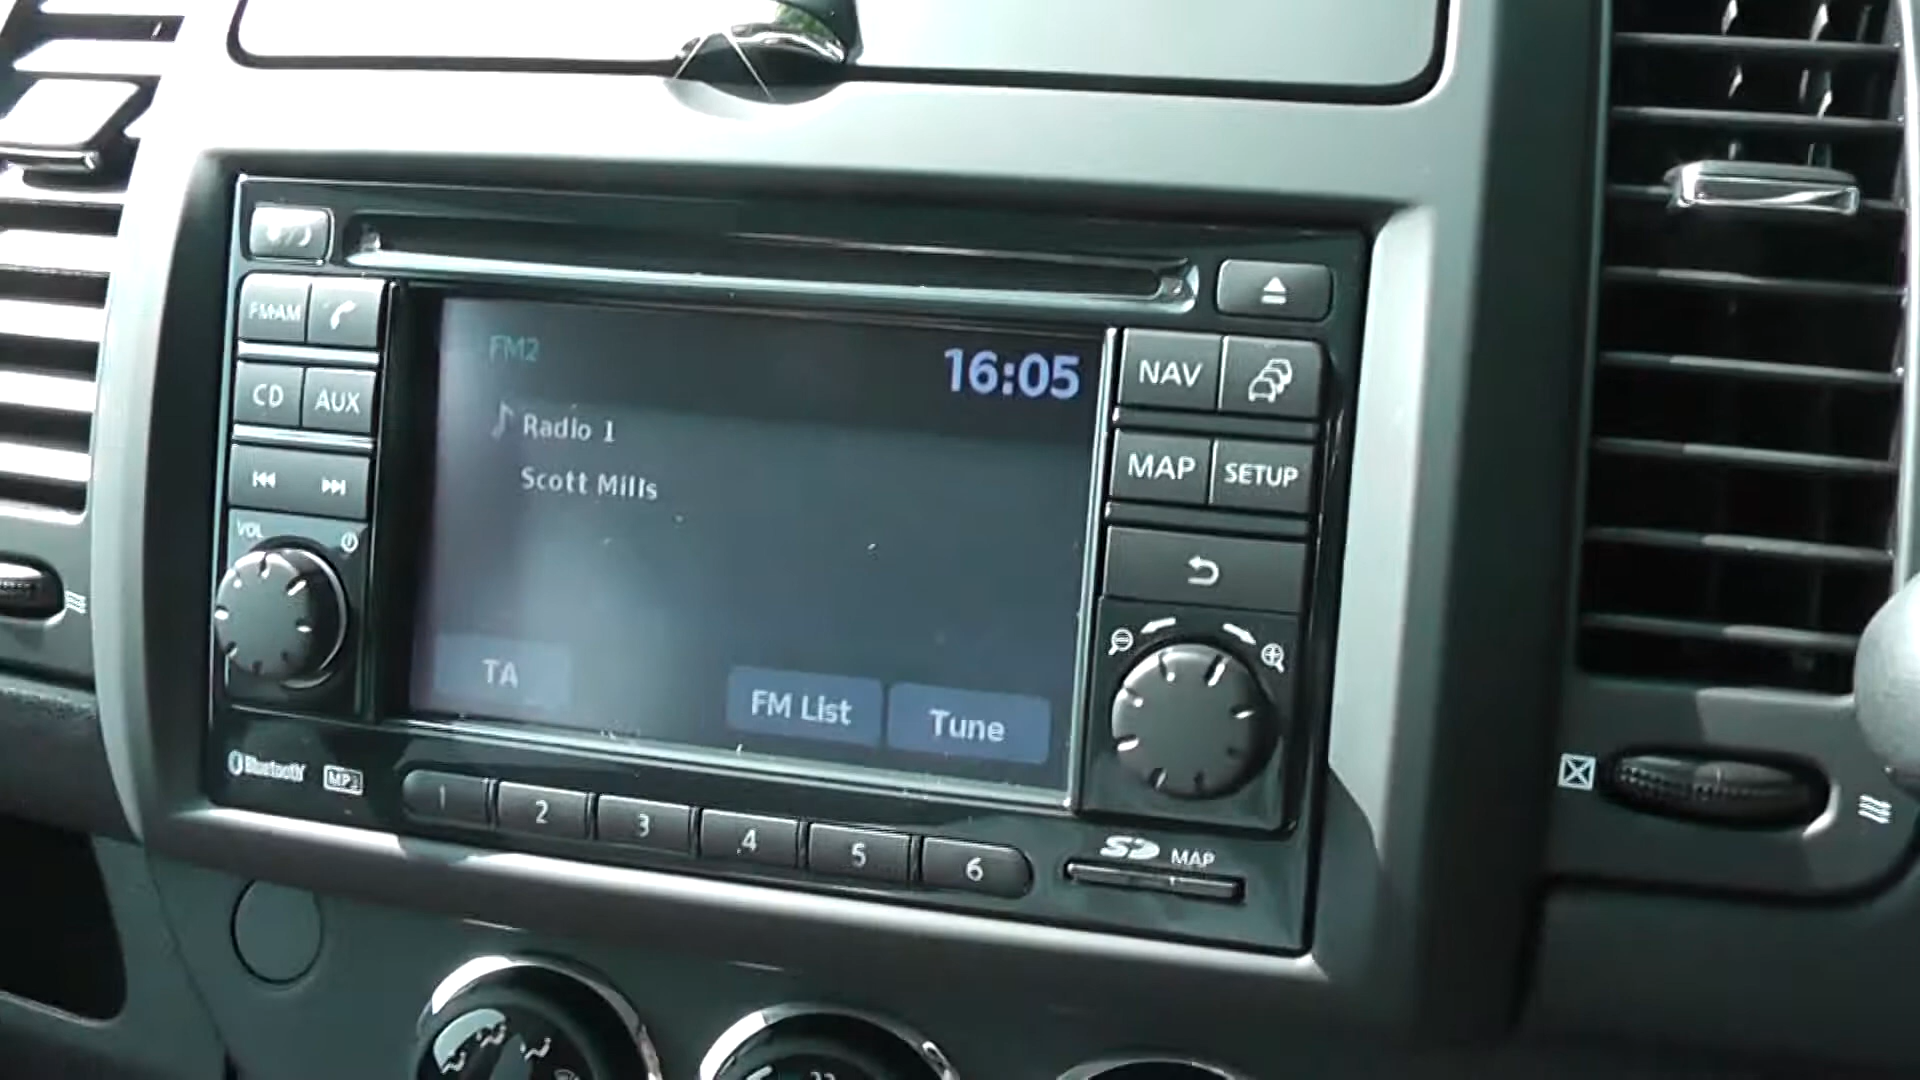 FM·AM
CD
AUX
VOL
FM2
16:05
Radio 1
Scott Mills
TA
FM List
Tune
NAV
MAP
SETUP
Bluetooth
MP3
1
2
3
4
5
6
SD MAP